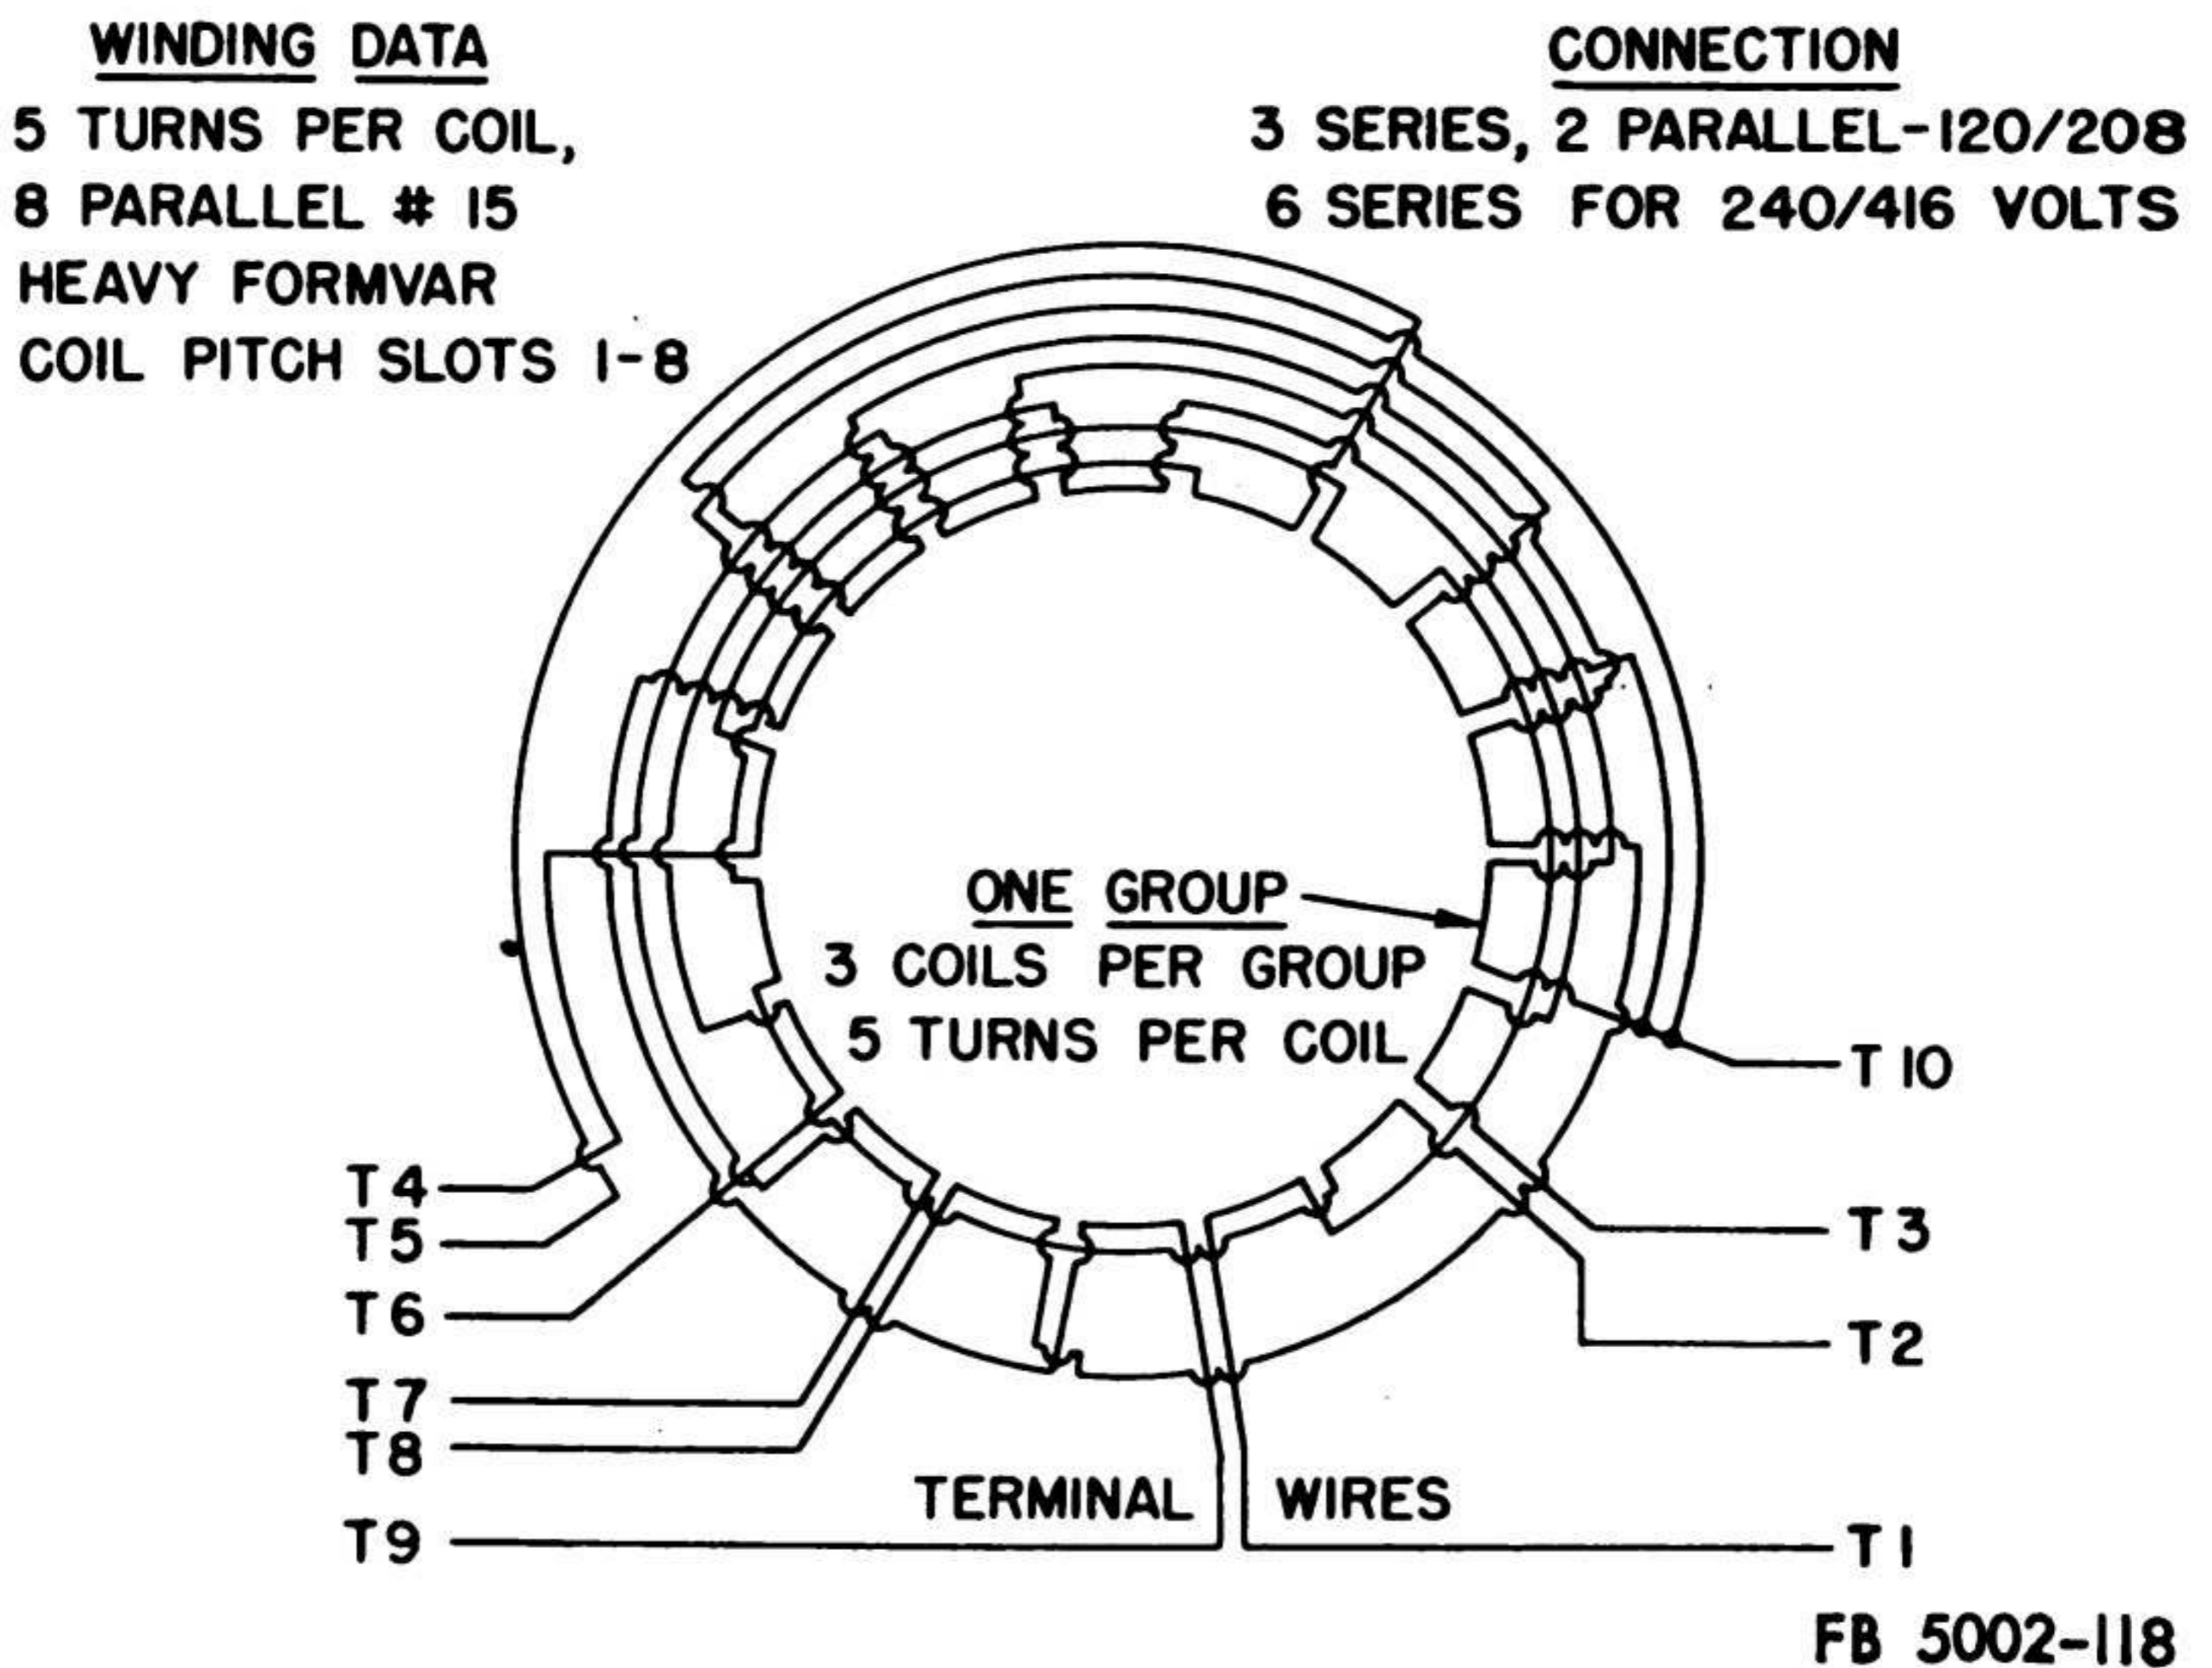 WINDING DATA
5 TURNS PER COIL,
8 PARALLEL # 15
HEAVY FORMVAR
COIL PITCH SLOTS 1-8
CONNECTION
3 SERIES, 2 PARALLEL-120/208
6 SERIES FOR 240/416 VOLTS
ONE GROUP
3 COILS PER GROUP
5 TURNS PER COIL
T4
T5
T6
T7
T8
T9
T10
T3
T2
T1
TERMINAL WIRES
FB 5002-118